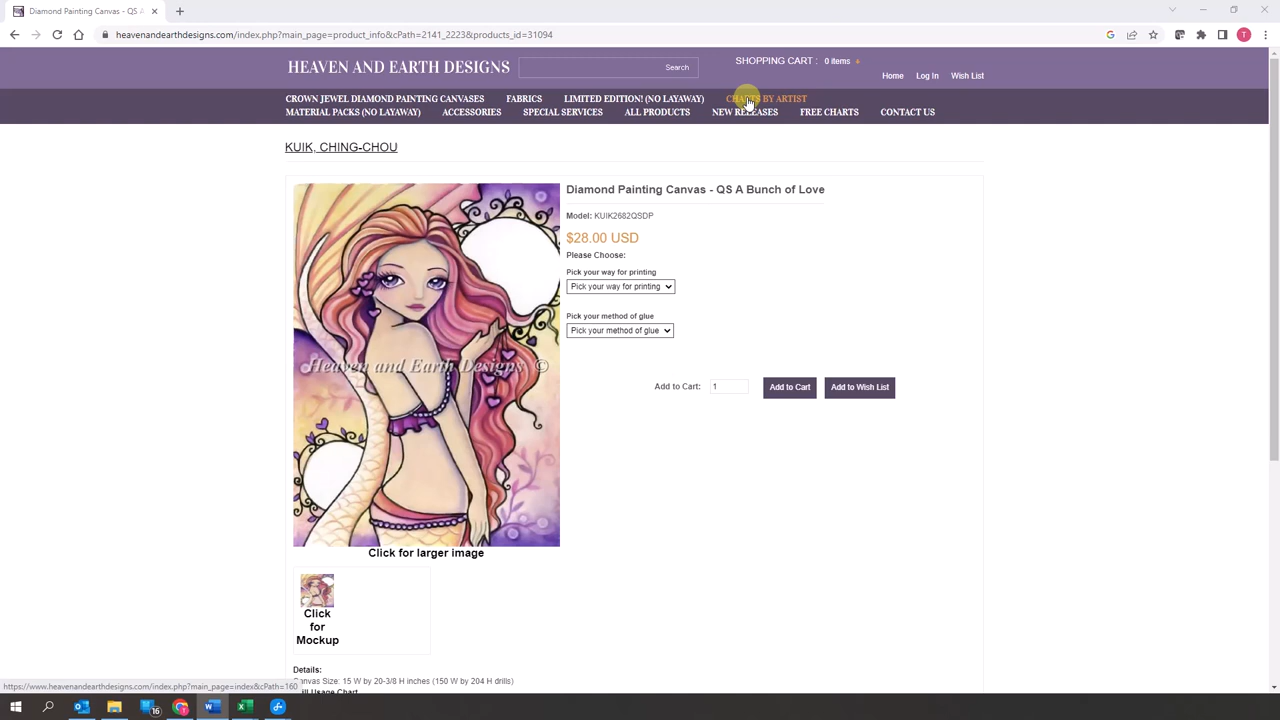 Diamond Painting Canvas - QS A
heavenandearthdesigns.com/index.php?main_page=product_info&cPath=2141_2223&products_id=31094
T
HEAVEN AND EARTH DESIGNS
Search
SHOPPING CART : 0 items
Home Log In Wish List
CROWN JEWEL DIAMOND PAINTING CANVASES FABRICS LIMITED EDITION! (NO LAYAWAY) CHARTS BY ARTIST
MATERIAL PACKS (NO LAYAWAY) ACCESSORIES SPECIAL SERVICES ALL PRODUCTS NEW RELEASES FREE CHARTS CONTACT US
KUIK, CHING-CHOU
Diamond Painting Canvas - QS A Bunch of Love
Model: KUIK2682QSDP
$28.00 USD
Please Choose:
Pick your way for printing
Pick your way for printing
Pick your method of glue
Pick your method of glue
Heaven and Earth Designs ©
Add to Cart: 1 Add to Cart Add to Wish List
Click for larger image
Click
for
Mockup
Details:
Canvas Size: 15 W by 20-3/8 H inches (150 W by 204 H drills)
Usage Chart
https://www.heavenandearthdesigns.com/index.php?main_page=index&cPath=160
16